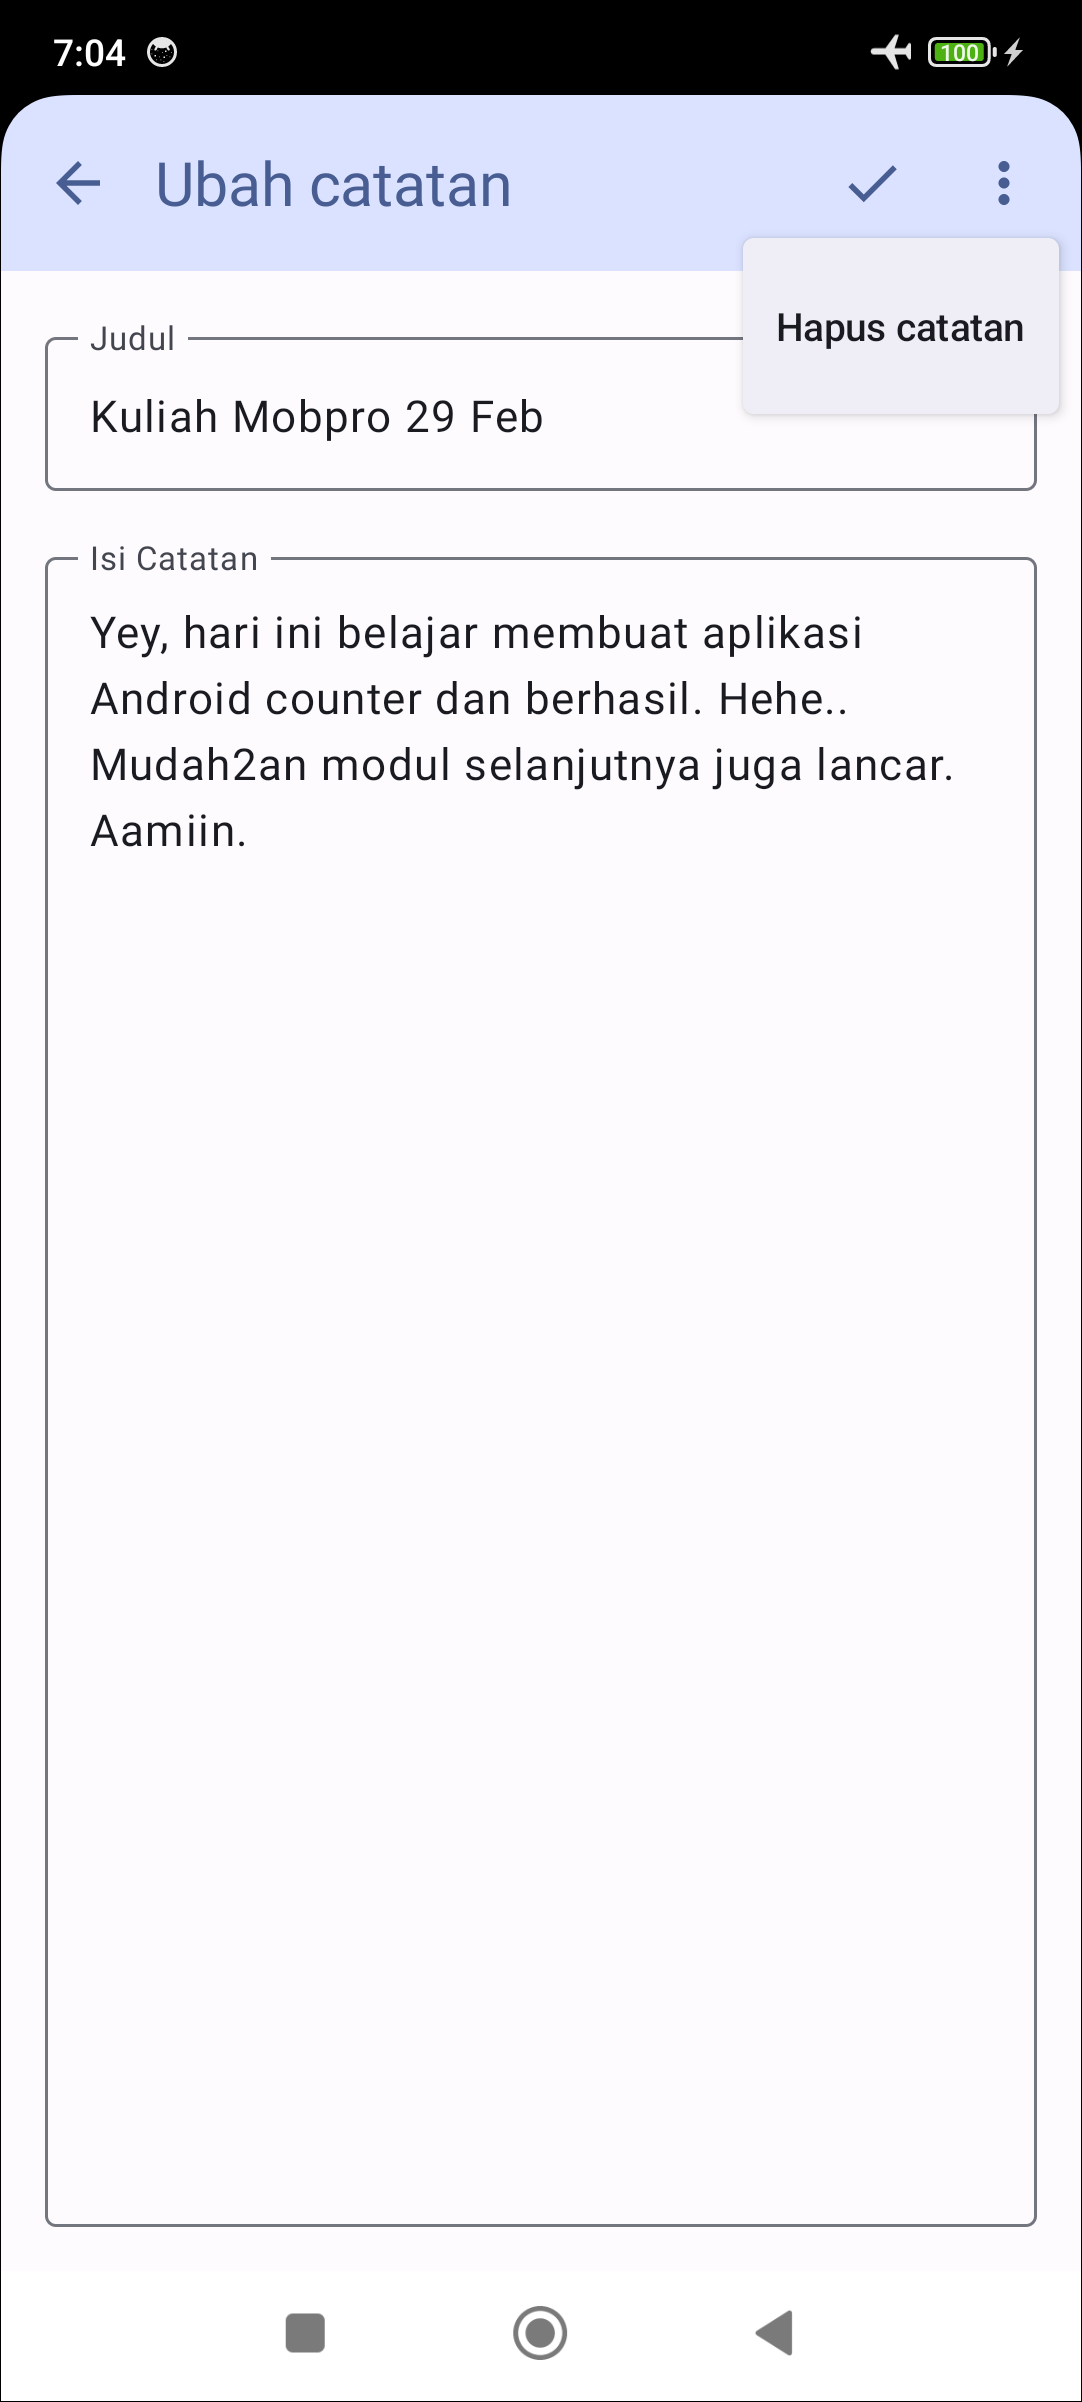 7:04
100
Ubah catatan
Hapus catatan
Judul
Kuliah Mobpro 29 Feb
Isi Catatan
Yey, hari ini belajar membuat aplikasi
Android counter dan berhasil. Hehe..
Mudah2an modul selanjutnya juga lancar.
Aamiin.